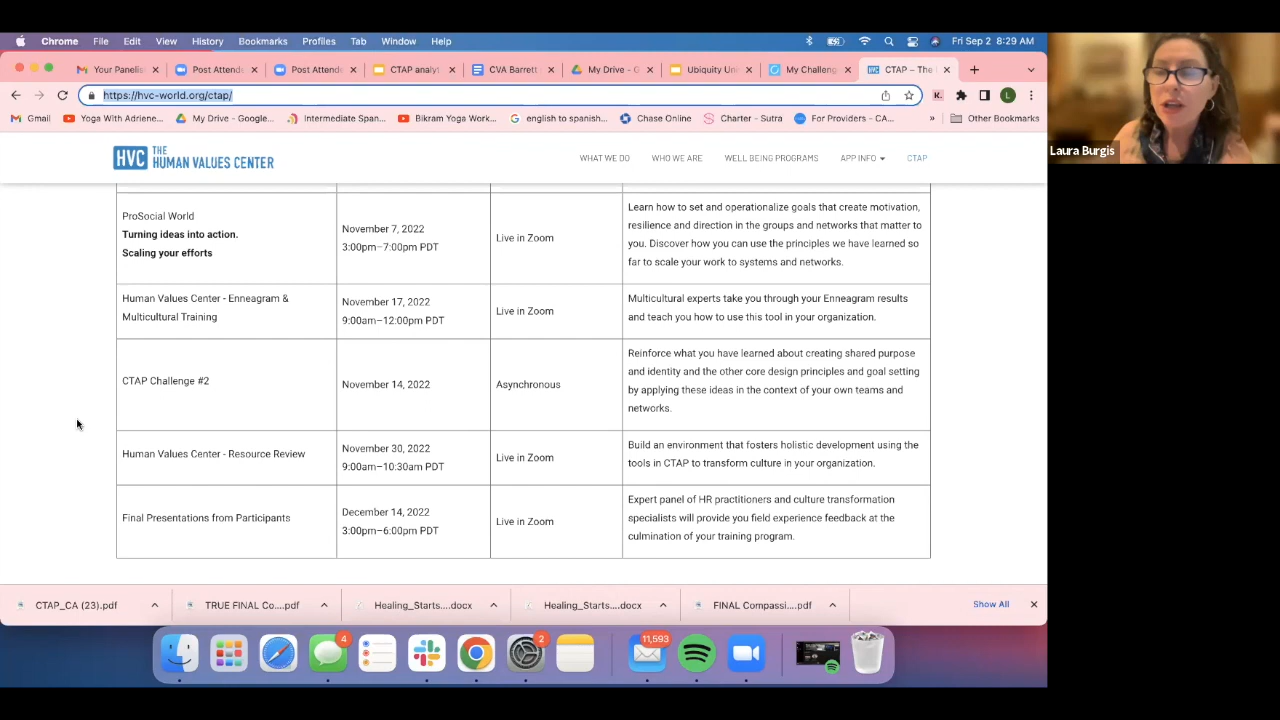 Chrome File Edit View History Bookmarks Profiles Tab Window Help Fri Sep 2 8:29 AM
Your Panelis Post Attende Post Attende CTAP analyt CVA Barrett My Drive - G Ubiquity Uni My Challeng CTAP – The
https://hvc-world.org/ctap/
K. L
Gmail Yoga With Adriene... My Drive - Google... Intermediate Span... Bikram Yoga Work... english to spanish... Chase Online Charter - Sutra For Providers - CA... » Other Bookmarks
Laura Burgis
HVC THE
HUMAN VALUES CENTER
WHAT WE DO WHO WE ARE WELL BEING PROGRAMS APP INFO CTAP
ProSocial World
Turning ideas into action.
Scaling your efforts
November 7, 2022
3:00pm–7:00pm PDT
Live in Zoom
Learn how to set and operationalize goals that create motivation,
resilience and direction in the groups and networks that matter to
you. Discover how you can use the principles we have learned so
far to scale your work to systems and networks.
Human Values Center - Enneagram &
Multicultural Training
November 17, 2022
9:00am–12:00pm PDT
Live in Zoom
Multicultural experts take you through your Enneagram results
and teach you how to use this tool in your organization.
CTAP Challenge #2
November 14, 2022
Asynchronous
Reinforce what you have learned about creating shared purpose
and identity and the other core design principles and goal setting
by applying these ideas in the context of your own teams and
networks.
Human Values Center - Resource Review
November 30, 2022
9:00am–10:30am PDT
Live in Zoom
Build an environment that fosters holistic development using the
tools in CTAP to transform culture in your organization.
Final Presentations from Participants
December 14, 2022
3:00pm–6:00pm PDT
Live in Zoom
Expert panel of HR practitioners and culture transformation
specialists will provide you field experience feedback at the
culmination of your training program.
CTAP_CA (23).pdf TRUE FINAL Co....pdf Healing_Starts....docx Healing_Starts....docx FINAL Compassi....pdf Show All
4 2 11,593